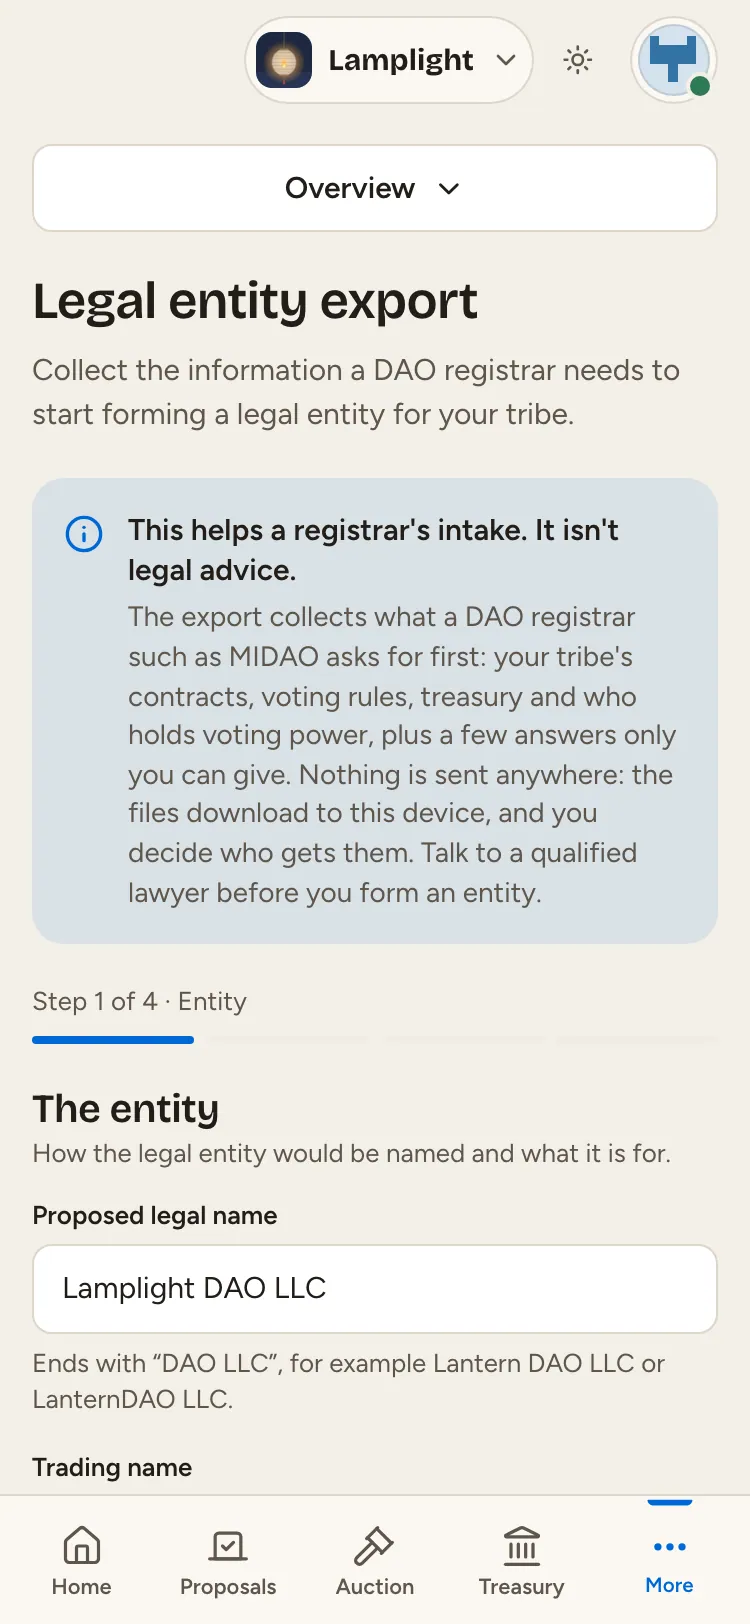 Lamplight
Overview
Legal entity export
Collect the information a DAO registrar needs to
start forming a legal entity for your tribe.
This helps a registrar's intake. It isn't
legal advice.
The export collects what a DAO registrar
such as MIDAO asks for first: your tribe's
contracts, voting rules, treasury and who
holds voting power, plus a few answers only
you can give. Nothing is sent anywhere: the
files download to this device, and you
decide who gets them. Talk to a qualified
lawyer before you form an entity.
Step 1 of 4 · Entity
The entity
How the legal entity would be named and what it is for.
Proposed legal name
Lamplight DAO LLC
Ends with “DAO LLC”, for example Lantern DAO LLC or
LanternDAO LLC.
Trading name
Home
Proposals
Auction
Treasury
More